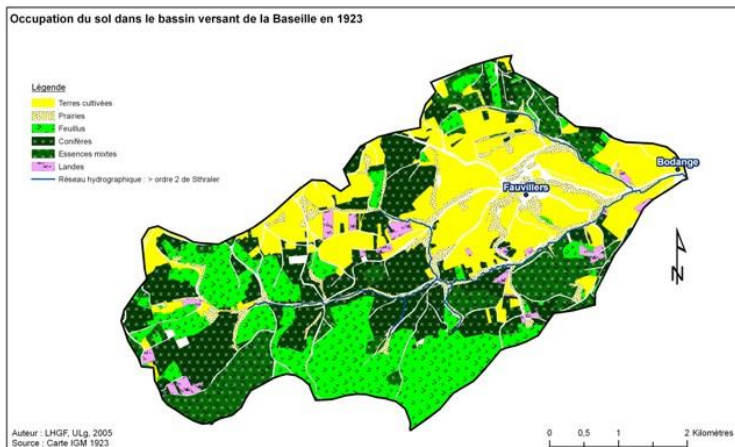 Occupation du sol dans le bassin versant de la Baseille en 1923
Légende
Terres cultivées
Prairies
Feuillus
Conifères
Essences mixtes
Landes
Réseau hydrographique : > ordre 2 de Sthraler
Bodange
Fauvillers
N
Auteur : LHGF, ULg, 2005
Source : Carte IGM 1923
0 0,5 1 2 Kilomètres